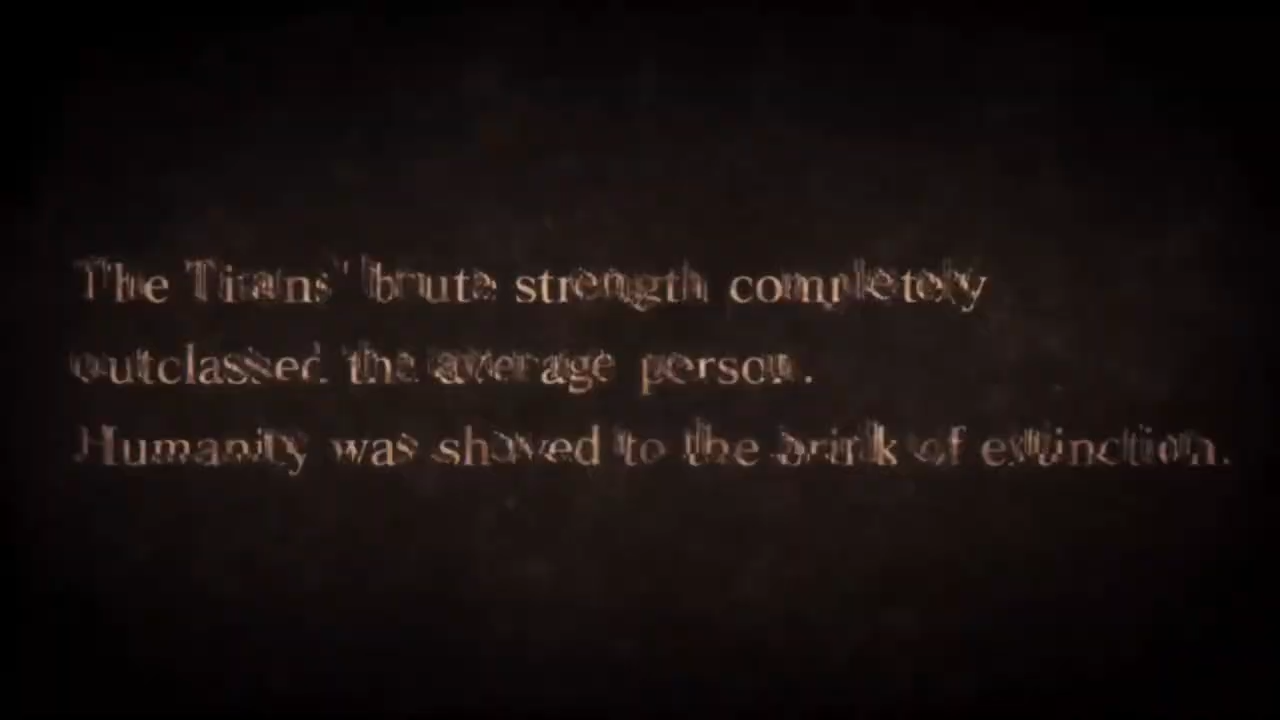 The Titans' brute strength completely
outclassed the average person.
Humanity was shoved to the brink of extinction.